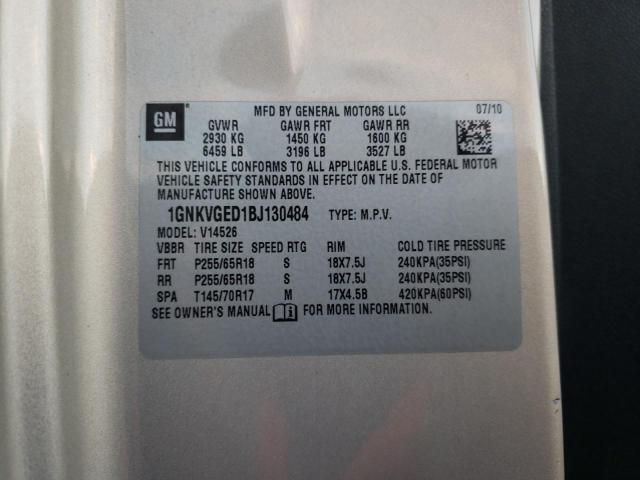 GM ® MFD BY GENERAL MOTORS LLC 07/10
GVWR GAWR FRT GAWR RR
2930 KG 1450 KG 1600 KG
6459 LB 3196 LB 3527 LB
THIS VEHICLE CONFORMS TO ALL APPLICABLE U.S. FEDERAL MOTOR
VEHICLE SAFETY STANDARDS IN EFFECT ON THE DATE OF
MANUFACTURE SHOWN ABOVE.
1GNKVGED1BJ130484 TYPE: M.P.V.
MODEL: V14526
VBBR TIRE SIZE SPEED RTG RIM COLD TIRE PRESSURE
FRT P255/65R18 S 18X7.5J 240KPA(35PSI)
RR P255/65R18 S 18X7.5J 240KPA(35PSI)
SPA T145/70R17 M 17X4.5B 420KPA(60PSI)
SEE OWNER'S MANUAL FOR MORE INFORMATION.